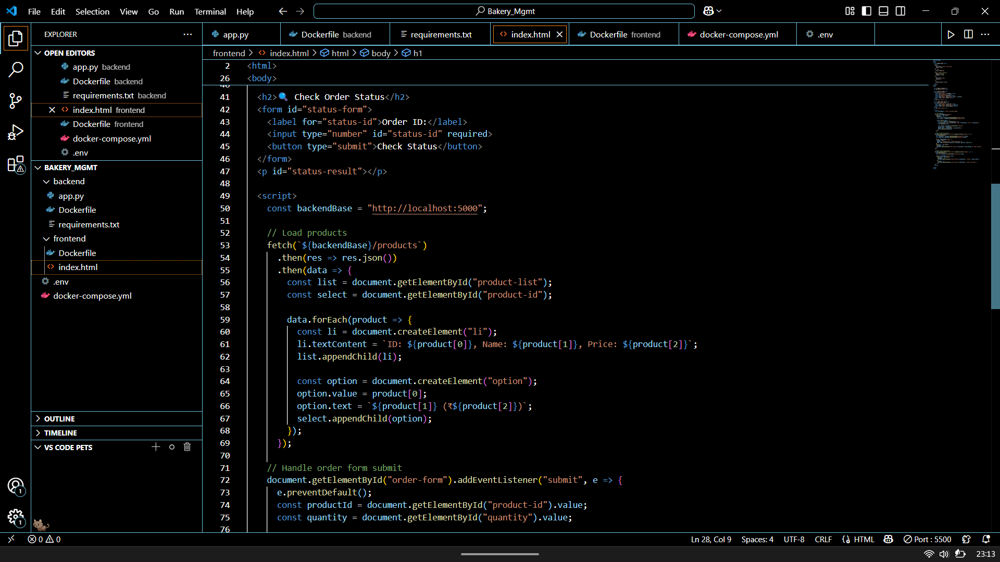 File Edit Selection View Go Run Terminal Help
Bakery_Mgmt
EXPLORER
OPEN EDITORS
app.py backend
Dockerfile backend
requirements.txt backend
index.html frontend
Dockerfile frontend
docker-compose.yml
.env
BAKERY_MGMT
backend
app.py
Dockerfile
requirements.txt
frontend
Dockerfile
index.html
.env
docker-compose.yml
OUTLINE
TIMELINE
VS CODE PETS
1
1
app.py Dockerfile backend requirements.txt index.html Dockerfile frontend docker-compose.yml .env
frontend > index.html > html > body > h1
2 <html>
26 <body>
41 <h2>🔍 Check Order Status</h2>
42 <form id="status-form">
43 <label for="status-id">Order ID:</label>
44 <input type="number" id="status-id" required>
45 <button type="submit">Check Status</button>
46 </form>
47 <p id="status-result"></p>
48
49 <script>
50 const backendBase = "http://localhost:5000";
51
52 // Load products
53 fetch(`${backendBase}/products`)
54 .then(res => res.json())
55 .then(data => {
56 const list = document.getElementById("product-list");
57 const select = document.getElementById("product-id");
58
59 data.forEach(product => {
60 const li = document.createElement("li");
61 li.textContent = `ID: ${product[0]}, Name: ${product[1]}, Price: ${product[2]}`;
62 list.appendChild(li);
63
64 const option = document.createElement("option");
65 option.value = product[0];
66 option.text = `${product[1]} (₹${product[2]})`;
67 select.appendChild(option);
68 });
69 });
70
71 // Handle order form submit
72 document.getElementById("order-form").addEventListener("submit", e => {
73 e.preventDefault();
74 const productId = document.getElementById("product-id").value;
75 const quantity = document.getElementById("quantity").value;
76
0 0
Ln 28, Col 9 Spaces: 4 UTF-8 CRLF HTML Port : 5500
23:13